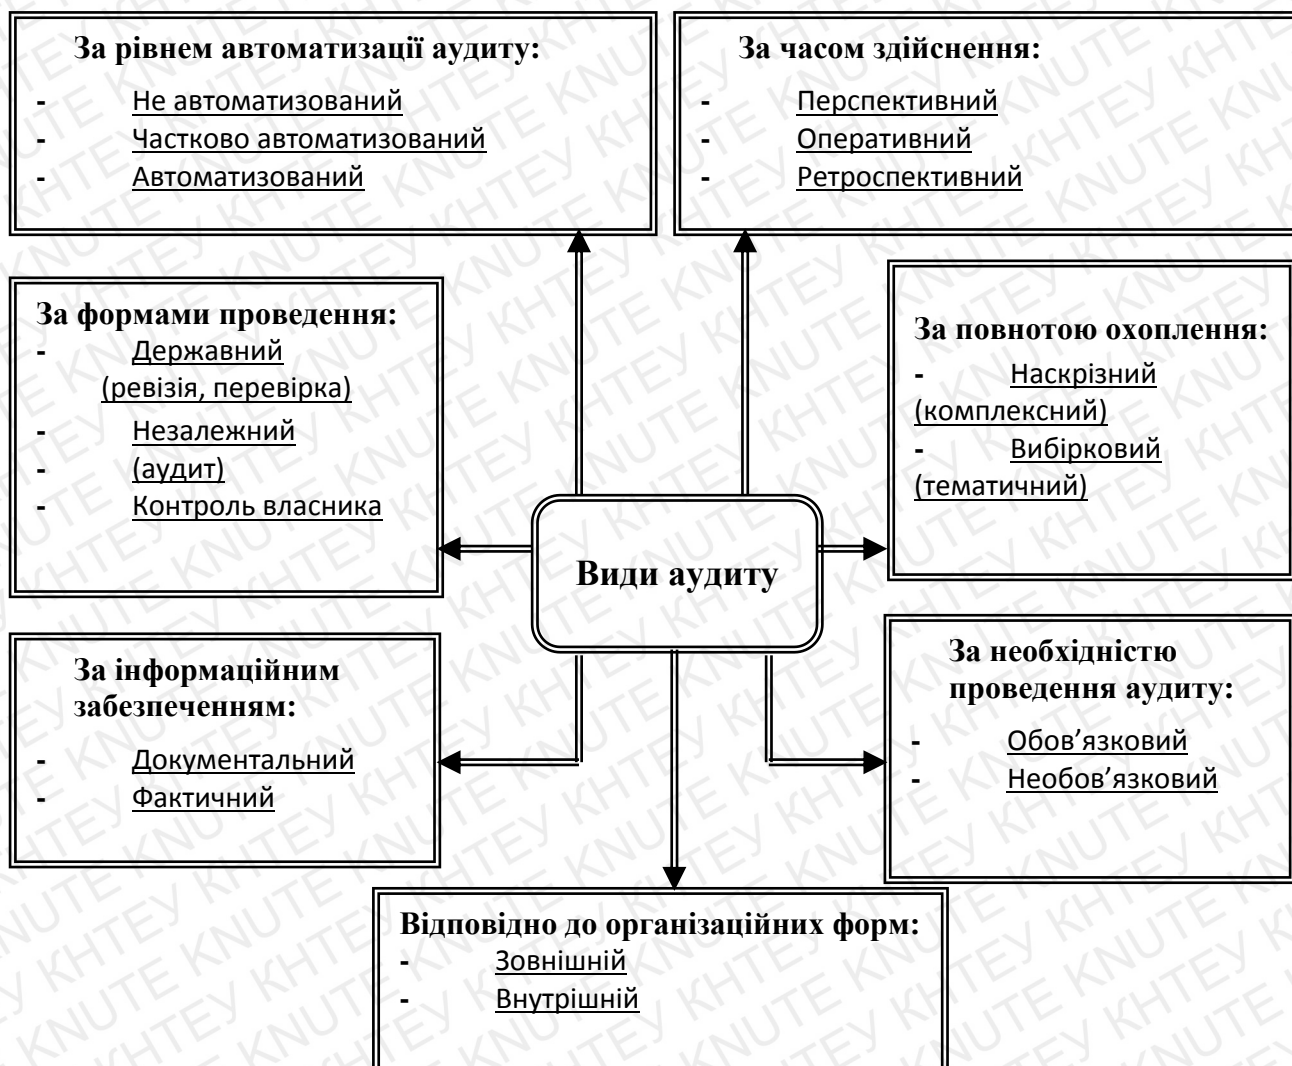 За рівнем автоматизації аудиту:
- Не автоматизований
- Частково автоматизований
- Автоматизований
За часом здійснення:
- Перспективний
- Оперативний
- Ретроспективний
За формами проведення:
- Державний
(ревізія, перевірка)
- Незалежний
- (аудит)
- Контроль власника
За повнотою охоплення:
- Наскрізний
(комплексний)
- Вибірковий
(тематичний)
Види аудиту
За інформаційним
забезпеченням:
- Документальний
- Фактичний
За необхідністю
проведення аудиту:
- Обов’язковий
- Необов’язковий
Відповідно до організаційних форм:
- Зовнішній
- Внутрішній